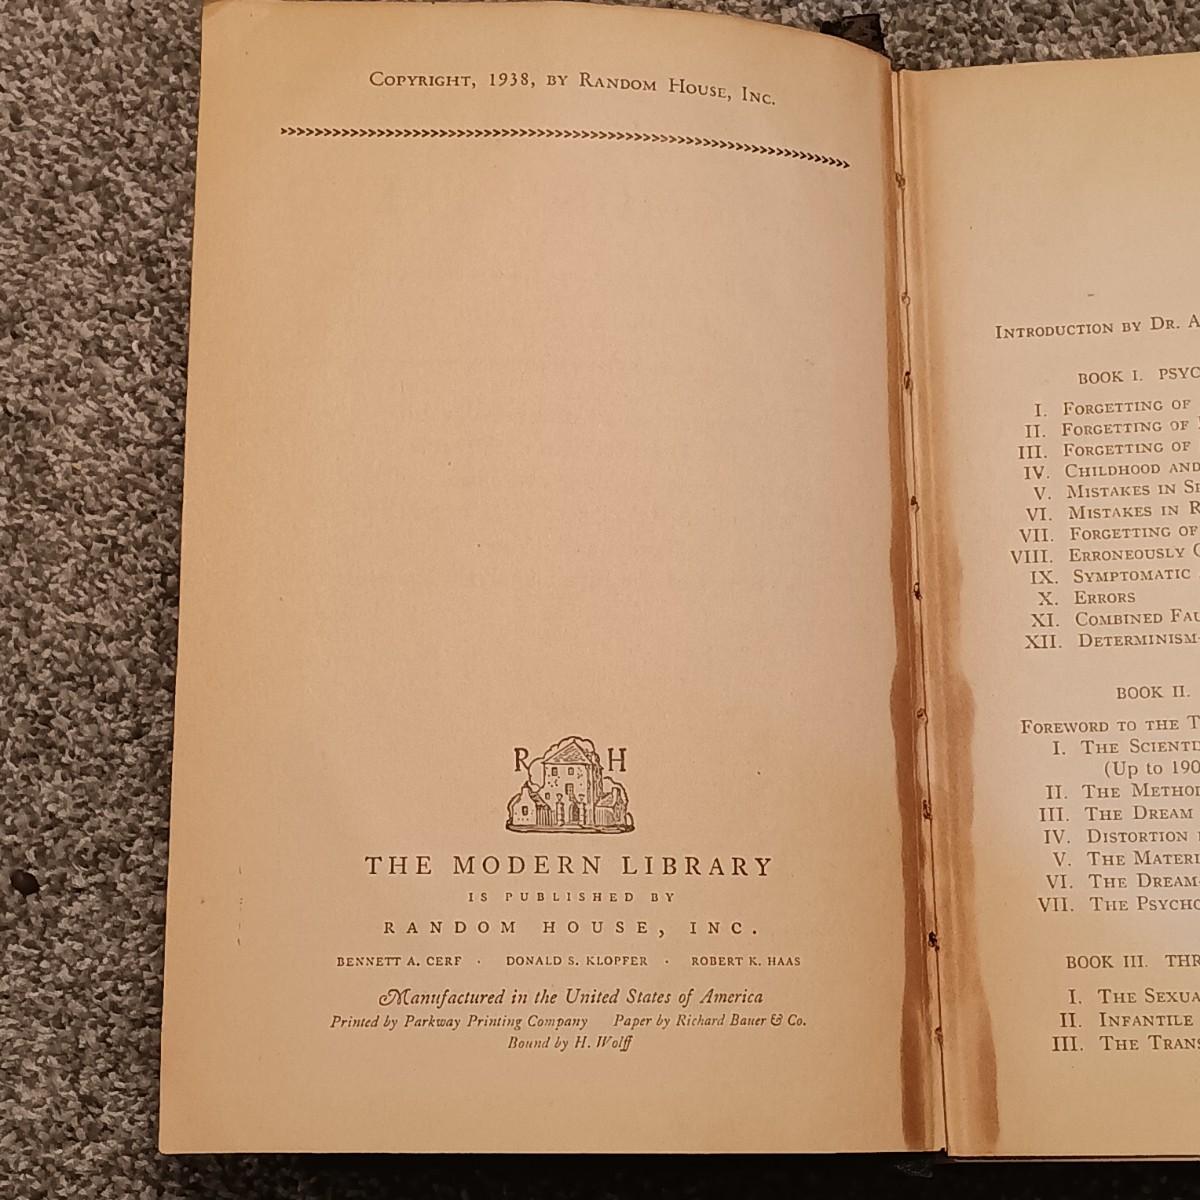 COPYRIGHT, 1938, BY RANDOM HOUSE, INC.
R H
THE MODERN LIBRARY
IS PUBLISHED BY
RANDOM HOUSE, INC.
BENNETT A. CERF · DONALD S. KLOPFER · ROBERT K. HAAS
Manufactured in the United States of America
Printed by Parkway Printing Company Paper by Richard Bauer & Co.
Bound by H. Wolff
INTRODUCTION BY DR. A
BOOK I. PSYC
I. FORGETTING OF
II. FORGETTING OF
III. FORGETTING OF
IV. CHILDHOOD AND
V. MISTAKES IN SP
VI. MISTAKES IN R
VII. FORGETTING OF
VIII. ERRONEOUSLY C
IX. SYMPTOMATIC
X. ERRORS
XI. COMBINED FAU
XII. DETERMINISM—
BOOK II.
FOREWORD TO THE T
I. THE SCIENTI
(Up to 190
II. THE METHOD
III. THE DREAM
IV. DISTORTION
V. THE MATERI
VI. THE DREAM-
VII. THE PSYCHO
BOOK III. THR
I. THE SEXUA
II. INFANTILE
III. THE TRANS